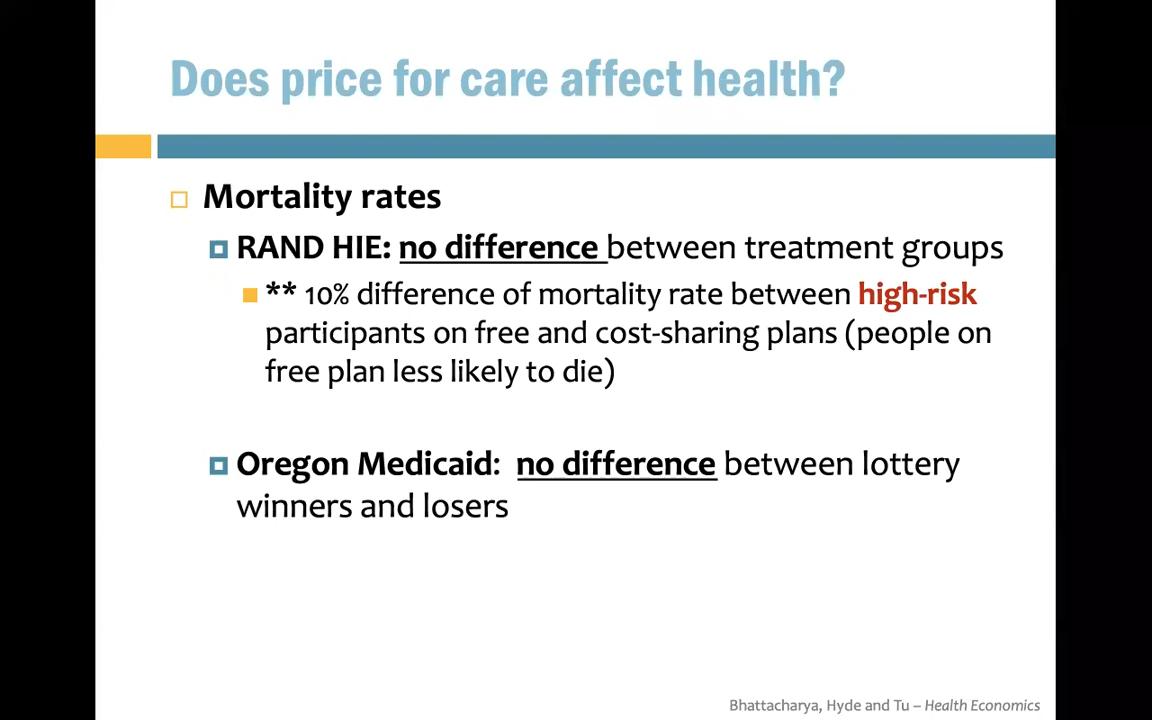 Does price for care affect health?
Mortality rates
RAND HIE: no difference between treatment groups
** 10% difference of mortality rate between high-risk
participants on free and cost-sharing plans (people on
free plan less likely to die)
Oregon Medicaid: no difference between lottery
winners and losers
Bhattacharya, Hyde and Tu – Health Economics